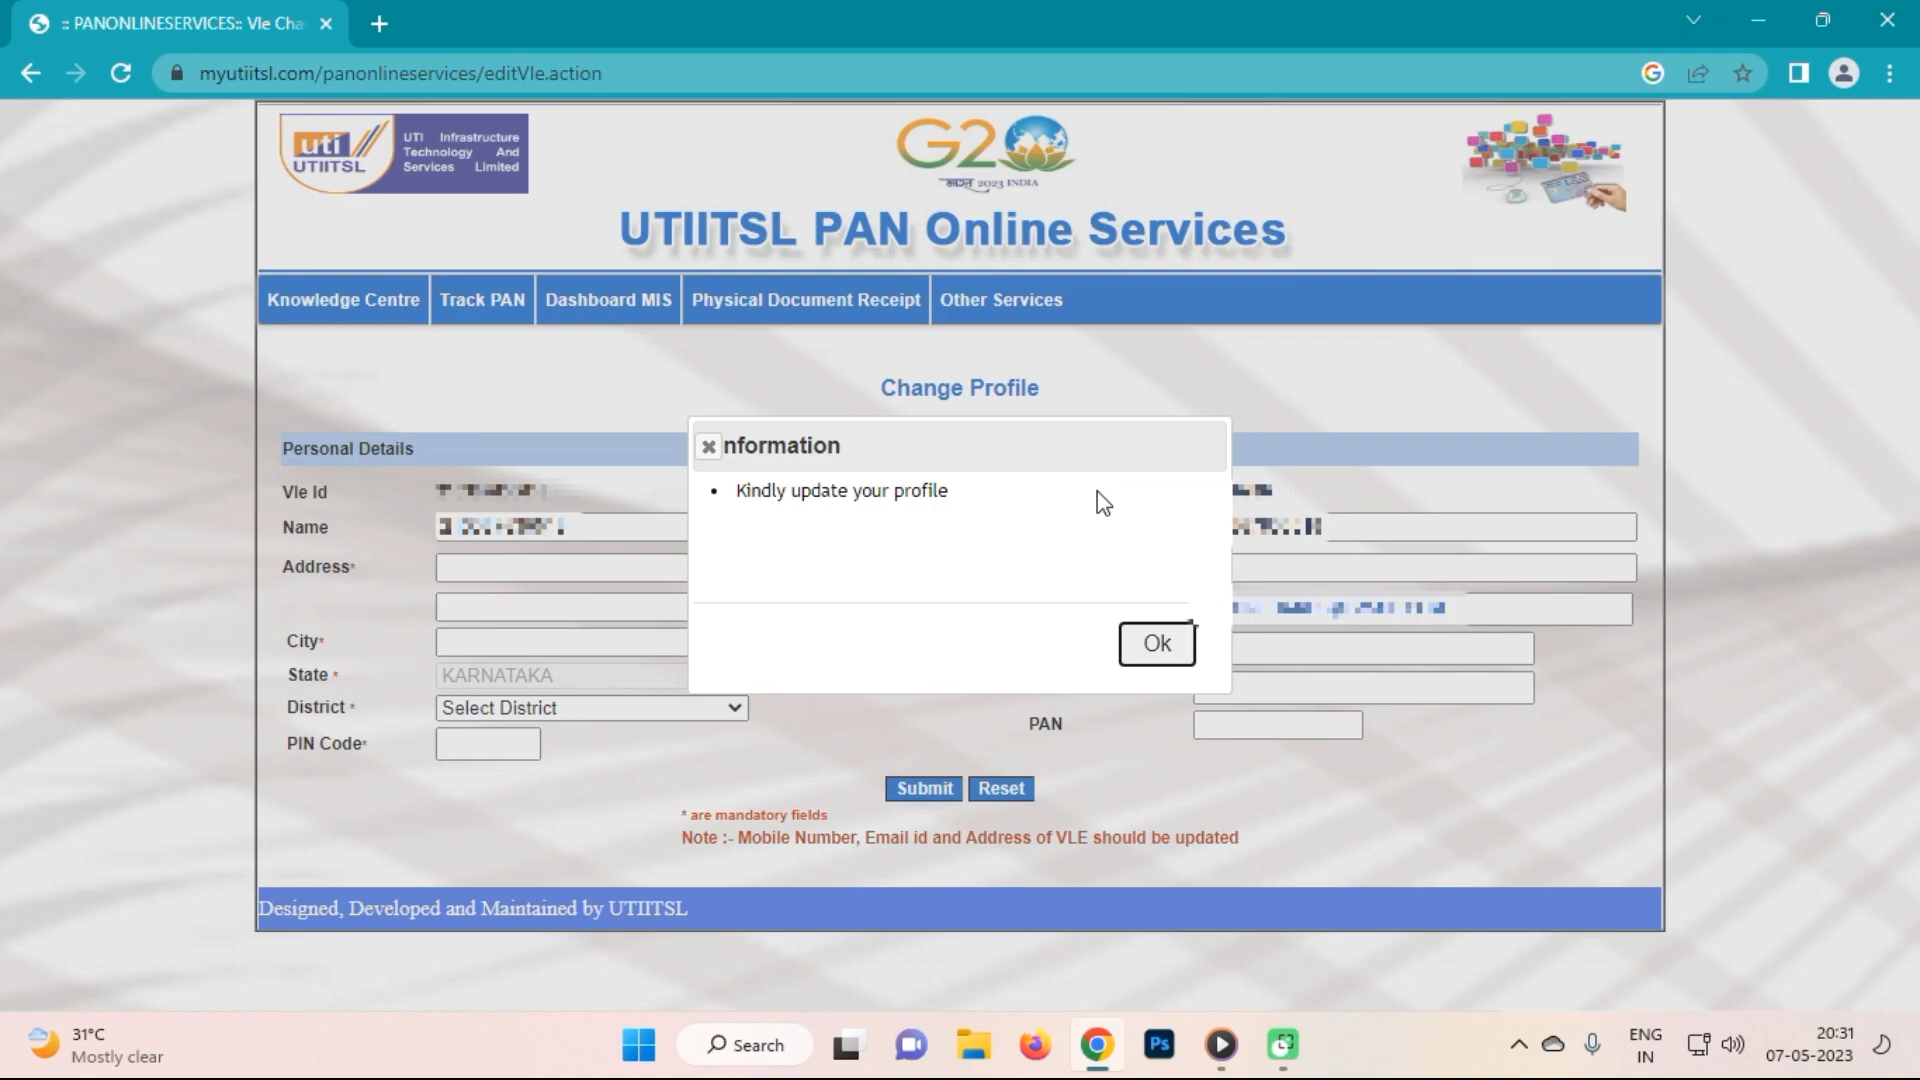 :: PANONLINESERVICES:: Vle Cha
myutiitsl.com/panonlineservices/editVle.action
uti
UTIITSL
UTI Infrastructure
Technology And
Services Limited
G20
भारत 2023 INDIA
UTIITSL PAN Online Services
Knowledge Centre
Track PAN
Dashboard MIS
Physical Document Receipt
Other Services
Change Profile
Personal Details
nformation
Kindly update your profile
Ok
Vle Id
Name
Address*
City*
State *
KARNATAKA
District *
Select District
PIN Code*
PAN
Submit
Reset
* are mandatory fields
Note :- Mobile Number, Email id and Address of VLE should be updated
Designed, Developed and Maintained by UTIITSL
31°C
Mostly clear
Search
Ps
ENG
IN
20:31
07-05-2023